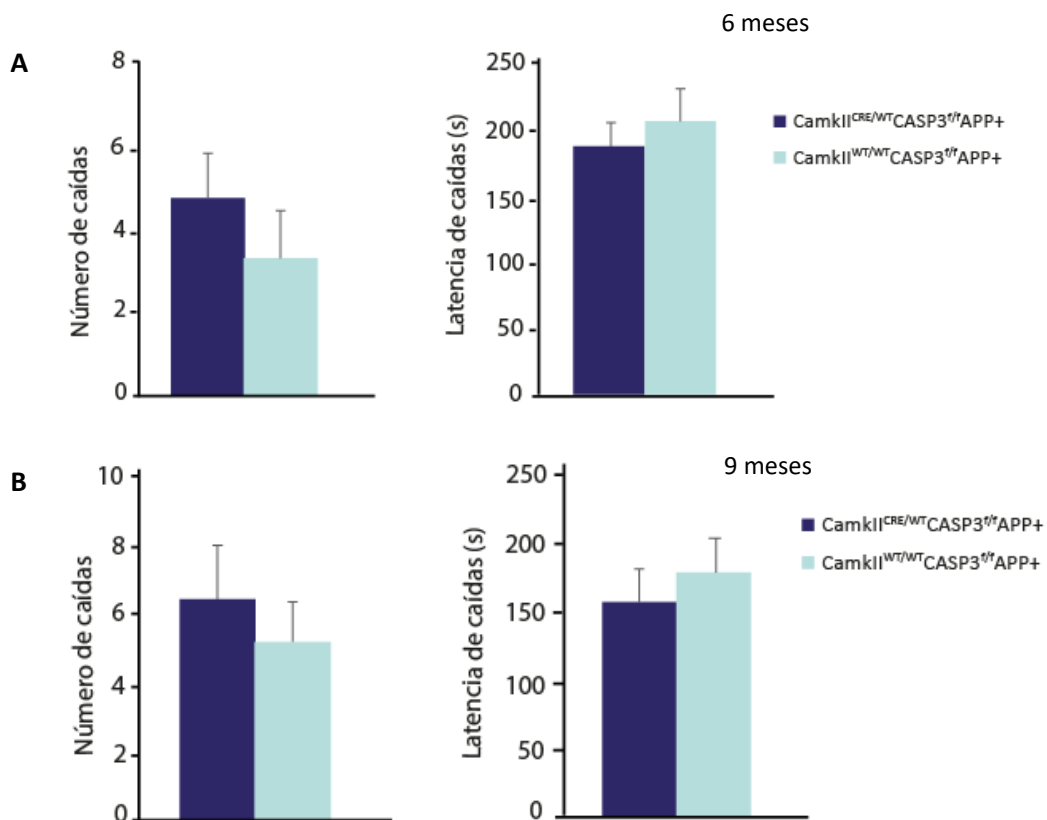 6 meses
A
Número de caídas
8
6
4
2
0
Latencia de caídas (s)
250
200
150
100
50
0
CamkII^CRE/WT CASP3^f/f APP+
CamkII^WT/WT CASP3^f/f APP+
9 meses
B
Número de caídas
10
8
6
4
2
0
Latencia de caídas (s)
250
200
150
100
50
0
CamkII^CRE/WT CASP3^f/f APP+
CamkII^WT/WT CASP3^f/f APP+